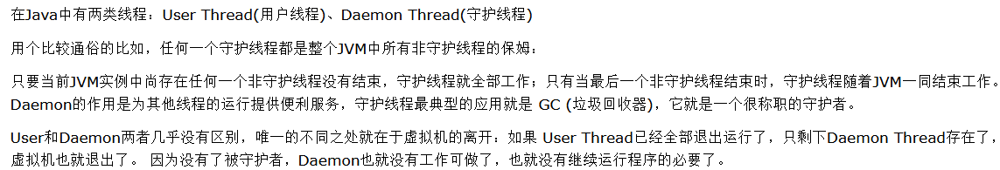 在Java中有两类线程：User Thread(用户线程)、Daemon Thread(守护线程)
用个比较通俗的比如，任何一个守护线程都是整个JVM中所有非守护线程的保姆：
只要当前JVM实例中尚存在任何一个非守护线程没有结束，守护线程就全部工作；只有当最后一个非守护线程结束时，守护线程随着JVM一同结束工作。
Daemon的作用是为其他线程的运行提供便利服务，守护线程最典型的应用就是 GC (垃圾回收器)，它就是一个很称职的守护者。
User和Daemon两者几乎没有区别，唯一的不同之处就在于虚拟机的离开：如果 User Thread已经全部退出运行了，只剩下Daemon Thread存在了，
虚拟机也就退出了。 因为没有了被守护者，Daemon也就没有工作可做了，也就没有继续运行程序的必要了。